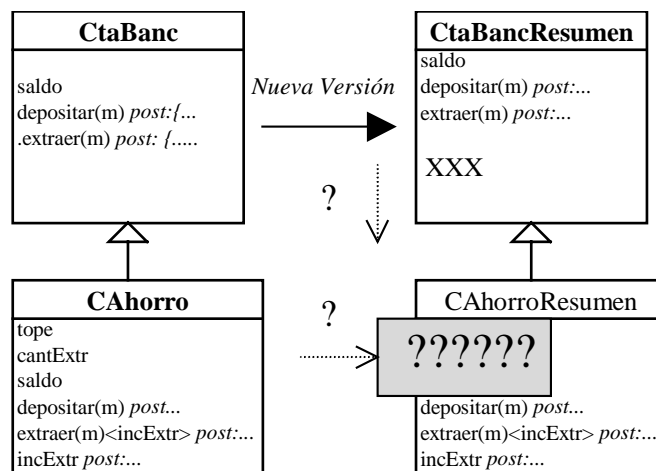 CtaBanc
saldo
depositar(m) post:{...
.extraer(m) post: {.....
Nueva Versión
CtaBancResumen
saldo
depositar(m) post:...
extraer(m) post:...
XXX
?
CAhorro
tope
cantExtr
saldo
depositar(m) post...
extraer(m)<incExtr> post:...
incExtr post:...
?
CAhorroResumen
??????
depositar(m) post...
extraer(m)<incExtr> post:...
incExtr post:...